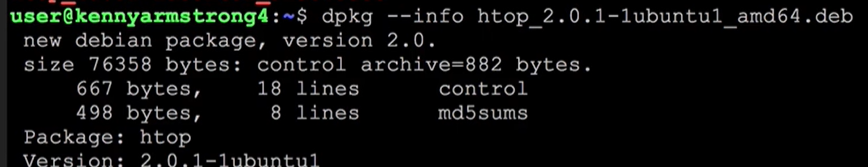 user@kennyarmstrong4:~$ dpkg --info htop_2.0.1-1ubuntu1_amd64.deb
new debian package, version 2.0.
size 76358 bytes: control archive=882 bytes.
667 bytes, 18 lines control
498 bytes, 8 lines md5sums
Package: htop
Version: 2.0.1-1ubuntu1